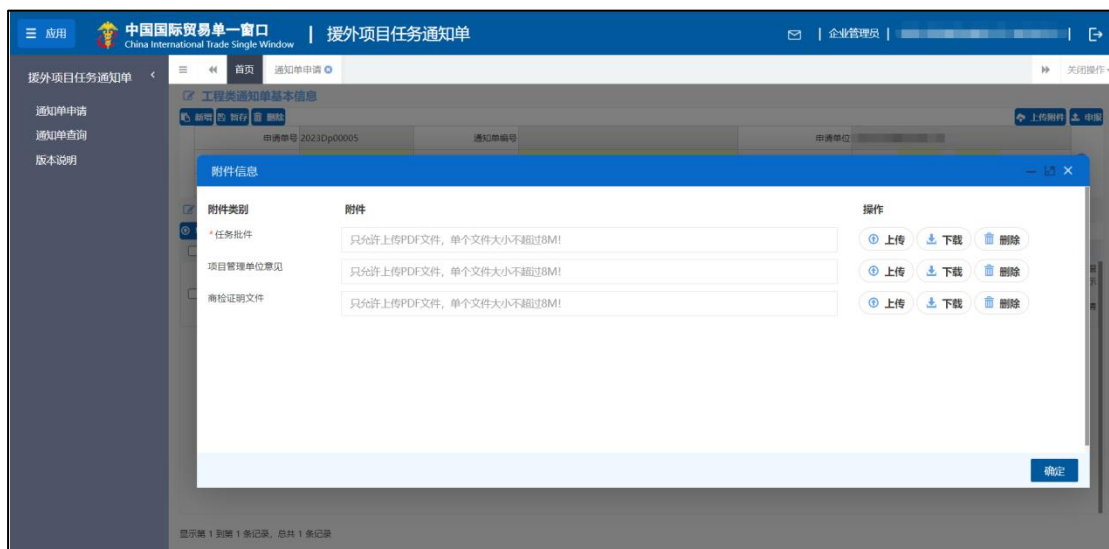 应用
中国国际贸易单一窗口
China International Trade Single Window
援外项目任务通知单
企业管理员
援外项目任务通知单
首页
通知单申请
关闭操作
通知单申请
通知单查询
版本说明
工程类通知单基本信息
新增 暂存 删除
上传附件 申报
申请单号 2023Dp00005
通知单编号
申请单位
附件信息
附件类别 附件 操作
*任务批件 只允许上传PDF文件，单个文件大小不超过8M! 上传 下载 删除
项目管理单位意见 只允许上传PDF文件，单个文件大小不超过8M! 上传 下载 删除
商检证明文件 只允许上传PDF文件，单个文件大小不超过8M! 上传 下载 删除
确定
显示第 1 到第 1 条记录，总共 1 条记录